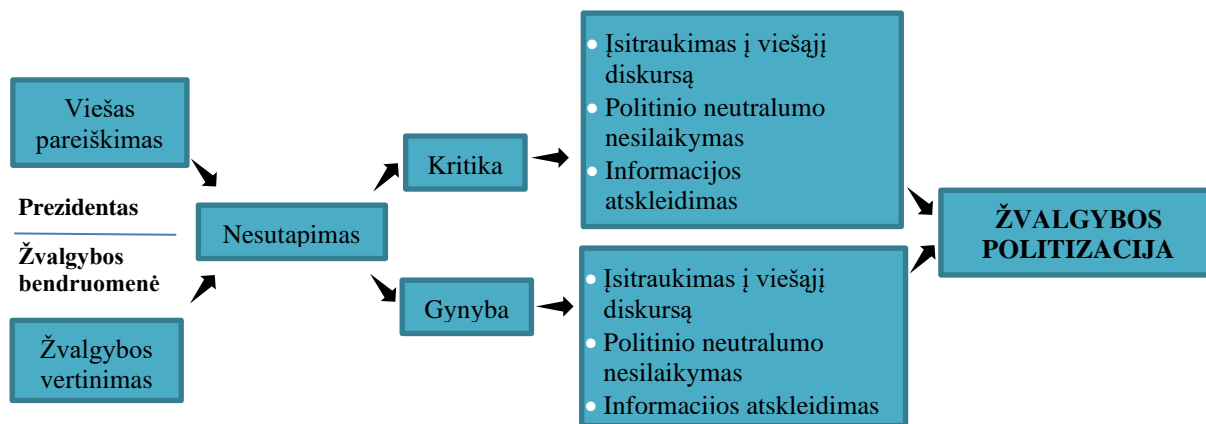 Viešas
pareiškimas
Prezidentas
Žvalgybos
bendruomenė
Žvalgybos
vertinimas
Nesutapimas
Kritika
Gynyba
• Įsitraukimas į viešąjį
diskursą
• Politinio neutralumo
nesilaikymas
• Informacijos
atskleidimas
• Įsitraukimas į viešąjį
diskursą
• Politinio neutralumo
nesilaikymas
• Informacijos atskleidimas
ŽVALGYBOS
POLITIZACIJA